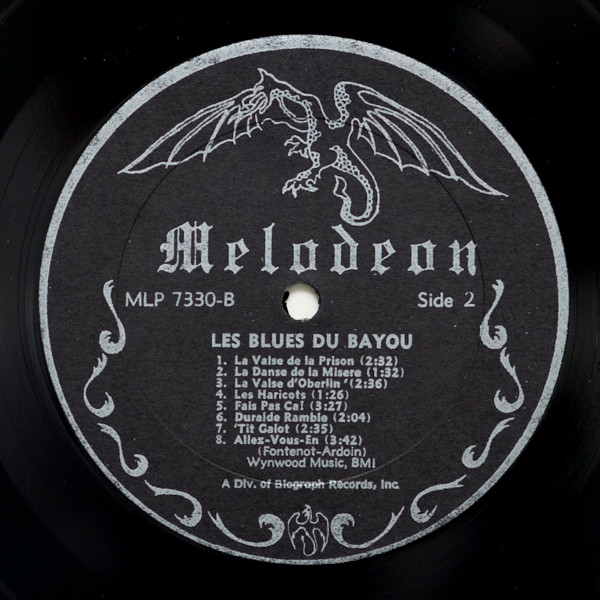 Melodeon
MLP 7330-B
Side 2
LES BLUES DU BAYOU
1. La Valse de la Prison (2:32)
2. La Danse de la Misere (1:32)
3. La Valse d'Oberlin '(2:36)
4. Les Haricots (1:26)
5. Fais Pas Ca! (3:27)
6. Duralde Ramble (2:04)
7. 'Tit Galot (2:35)
8. Allez-Vous-En (3:42)
(Fontenot-Ardoin)
Wynwood Music, BMI
A Div. of Biograph Records, Inc.